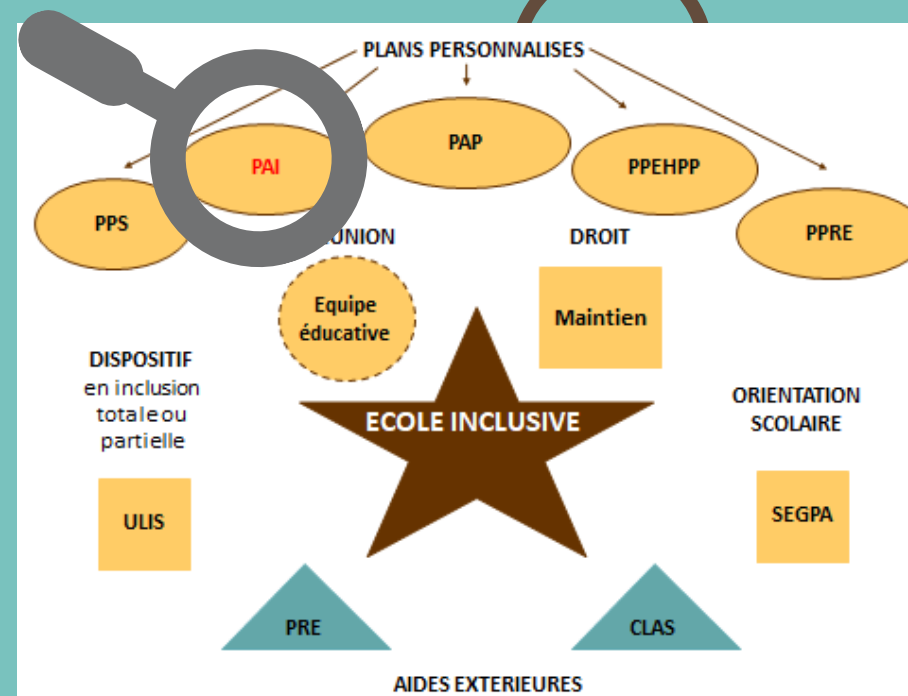 PLANS PERSONNALISES
PAP
PAI
PPEHPP
PPS
PPRE
UNION
DROIT
Equipe
éducative
Maintien
DISPOSITIF
en inclusion
totale ou
partielle
ORIENTATION
SCOLAIRE
ECOLE INCLUSIVE
ULIS
SEGPA
PRE
CLAS
AIDES EXTERIEURES